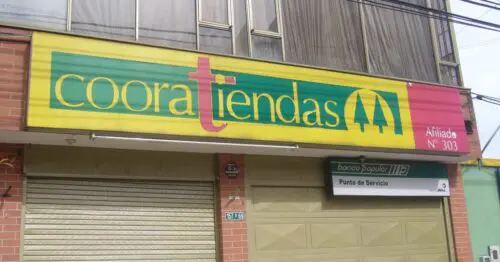 cooratiendas
Afiliado
N° 303
banco popular
Punto de Servicio